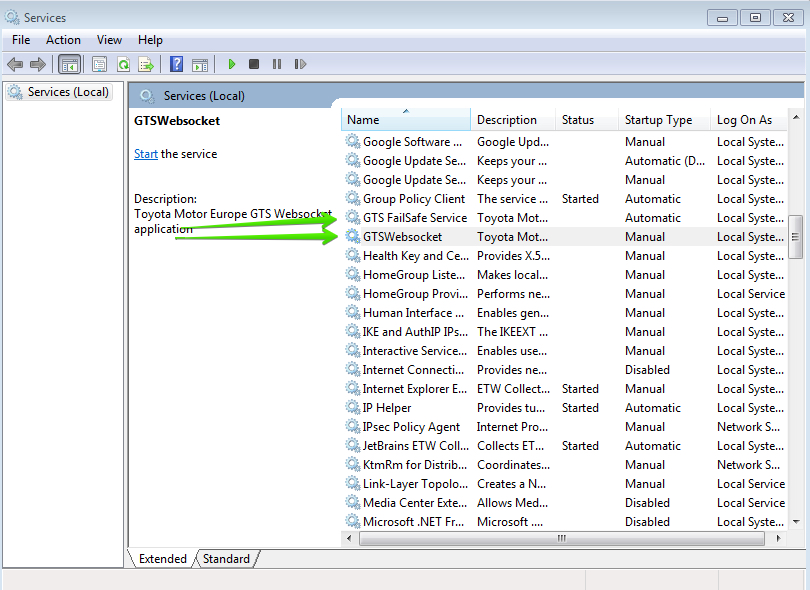 Services
File Action View Help
Services (Local)
Services (Local)
GTSWebsocket
Start the service
Description:
Toyota Motor Europe GTS Websocket
application
Name Description Status Startup Type Log On As
Google Software ... Google Upd... Manual Local Syste...
Google Update Se... Keeps your ... Automatic (D... Local Syste...
Google Update Se... Keeps your ... Manual Local Syste...
Group Policy Client The service ... Started Automatic Local Syste...
GTS FailSafe Service Toyota Mot... Automatic Local Syste...
GTSWebsocket Toyota Mot... Manual Local Syste...
Health Key and Ce... Provides X.5... Manual Local Syste...
HomeGroup Liste... Makes local... Manual Local Syste...
HomeGroup Provi... Performs ne... Manual Local Service
Human Interface ... Enables gen... Manual Local Syste...
IKE and AuthIP IPs... The IKEEXT ... Manual Local Syste...
Interactive Service... Enables use... Manual Local Syste...
Internet Connecti... Provides ne... Disabled Local Syste...
Internet Explorer E... ETW Collect... Started Manual Local Syste...
IP Helper Provides tu... Started Automatic Local Syste...
IPsec Policy Agent Internet Pro... Manual Network S...
JetBrains ETW Coll... Collects ET... Started Automatic Local Syste...
KtmRm for Distrib... Coordinates... Manual Network S...
Link-Layer Topolo... Creates a N... Manual Local Service
Media Center Exte... Allows Med... Disabled Local Service
Microsoft .NET Fr... Microsoft .... Disabled Local Syste...
Extended Standard